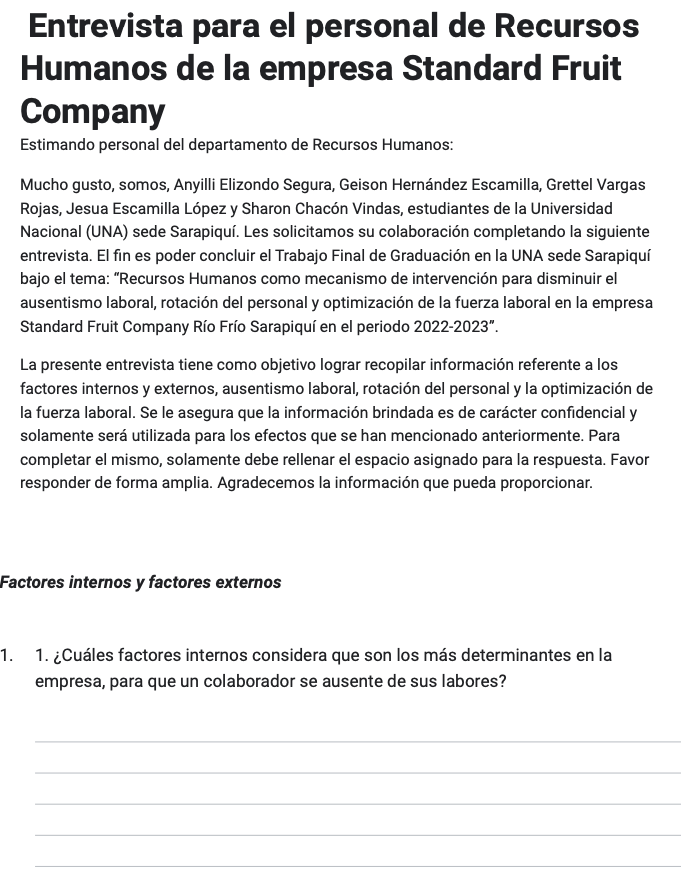 Entrevista para el personal de Recursos
Humanos de la empresa Standard Fruit
Company
Estimando personal del departamento de Recursos Humanos:
Mucho gusto, somos, Anyilli Elizondo Segura, Geison Hernández Escamilla, Grettel Vargas
Rojas, Jesua Escamilla López y Sharon Chacón Vindas, estudiantes de la Universidad
Nacional (UNA) sede Sarapiquí. Les solicitamos su colaboración completando la siguiente
entrevista. El fin es poder concluir el Trabajo Final de Graduación en la UNA sede Sarapiquí
bajo el tema: “Recursos Humanos como mecanismo de intervención para disminuir el
ausentismo laboral, rotación del personal y optimización de la fuerza laboral en la empresa
Standard Fruit Company Río Frío Sarapiquí en el periodo 2022-2023”.
La presente entrevista tiene como objetivo lograr recopilar información referente a los
factores internos y externos, ausentismo laboral, rotación del personal y la optimización de
la fuerza laboral. Se le asegura que la información brindada es de carácter confidencial y
solamente será utilizada para los efectos que se han mencionado anteriormente. Para
completar el mismo, solamente debe rellenar el espacio asignado para la respuesta. Favor
responder de forma amplia. Agradecemos la información que pueda proporcionar.
Factores internos y factores externos
1. 1. ¿Cuáles factores internos considera que son los más determinantes en la
empresa, para que un colaborador se ausente de sus labores?